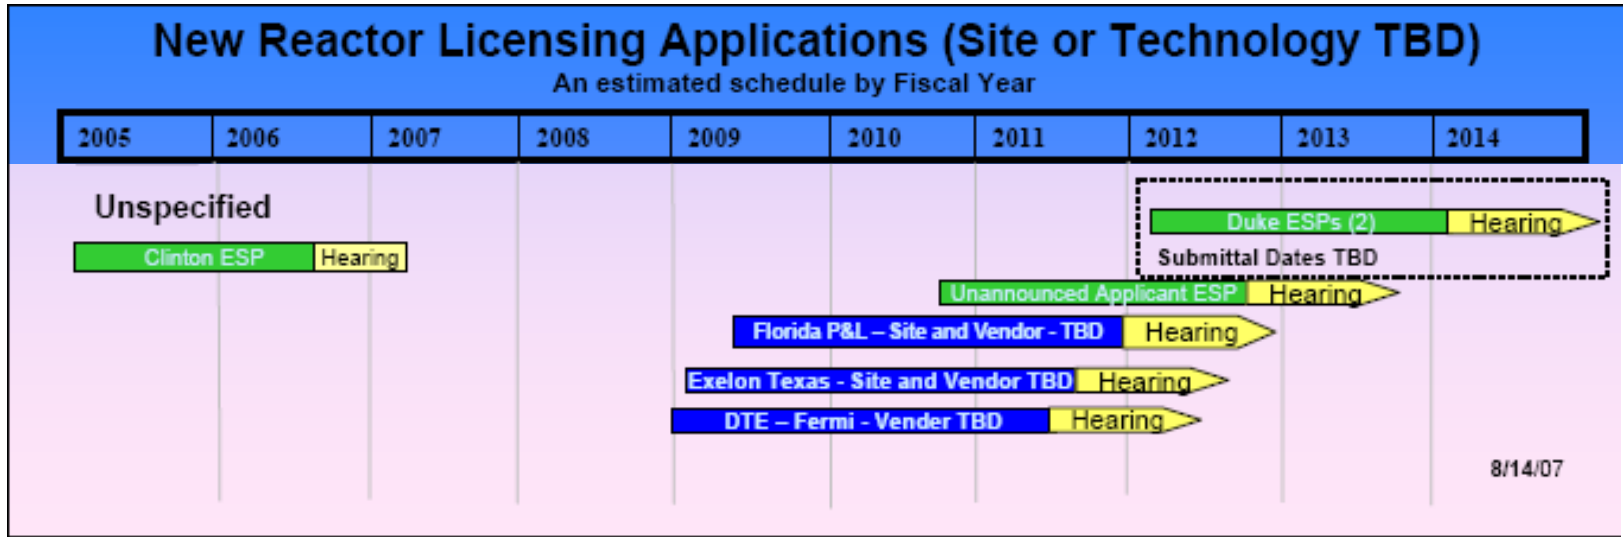 New Reactor Licensing Applications (Site or Technology TBD)
An estimated schedule by Fiscal Year
2005 2006 2007 2008 2009 2010 2011 2012 2013 2014
Unspecified
Duke ESPs (2) Hearing
Clinton ESP Hearing
Submittal Dates TBD
Unannounced Applicant ESP Hearing
Florida P&L – Site and Vendor - TBD Hearing
Exelon Texas - Site and Vendor TBD Hearing
DTE – Fermi - Vender TBD Hearing
8/14/07